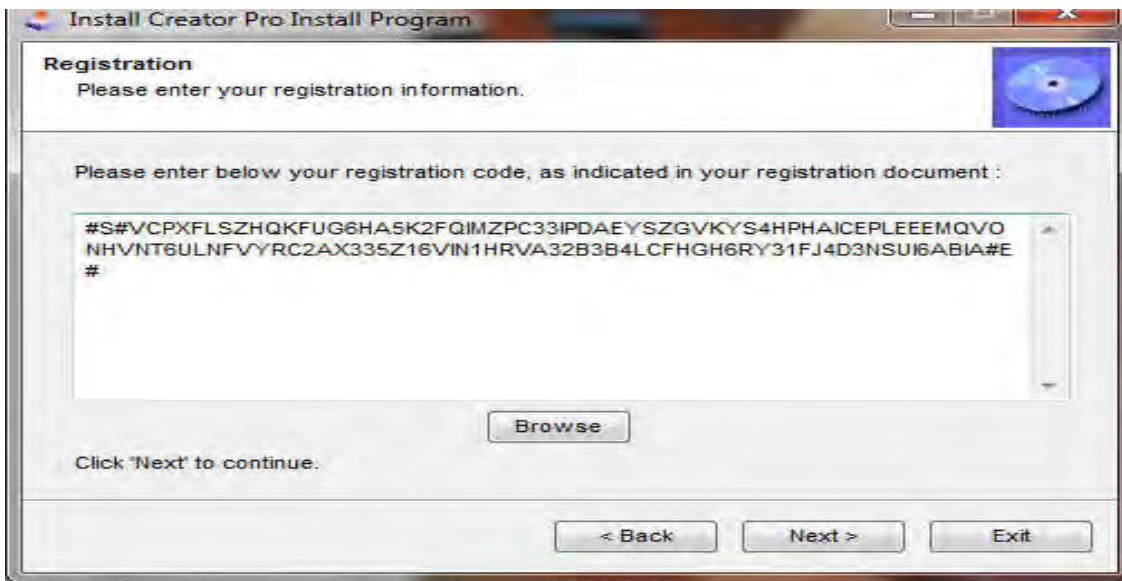 Install Creator Pro Install Program
Registration
Please enter your registration information.
Please enter below your registration code, as indicated in your registration document :
#S#VCPXFLSZHQKFUG6HA5K2FQIMZPC33IPDAEYSZGVKYS4HPHAICEPLEEEMQVO
NHVNT6ULNFVYRC2AX335Z16VIN1HRVA32B3B4LCFHGH6RY31FJ4D3NSUI6ABIA#E
#
Browse
Click 'Next' to continue.
< Back Next > Exit